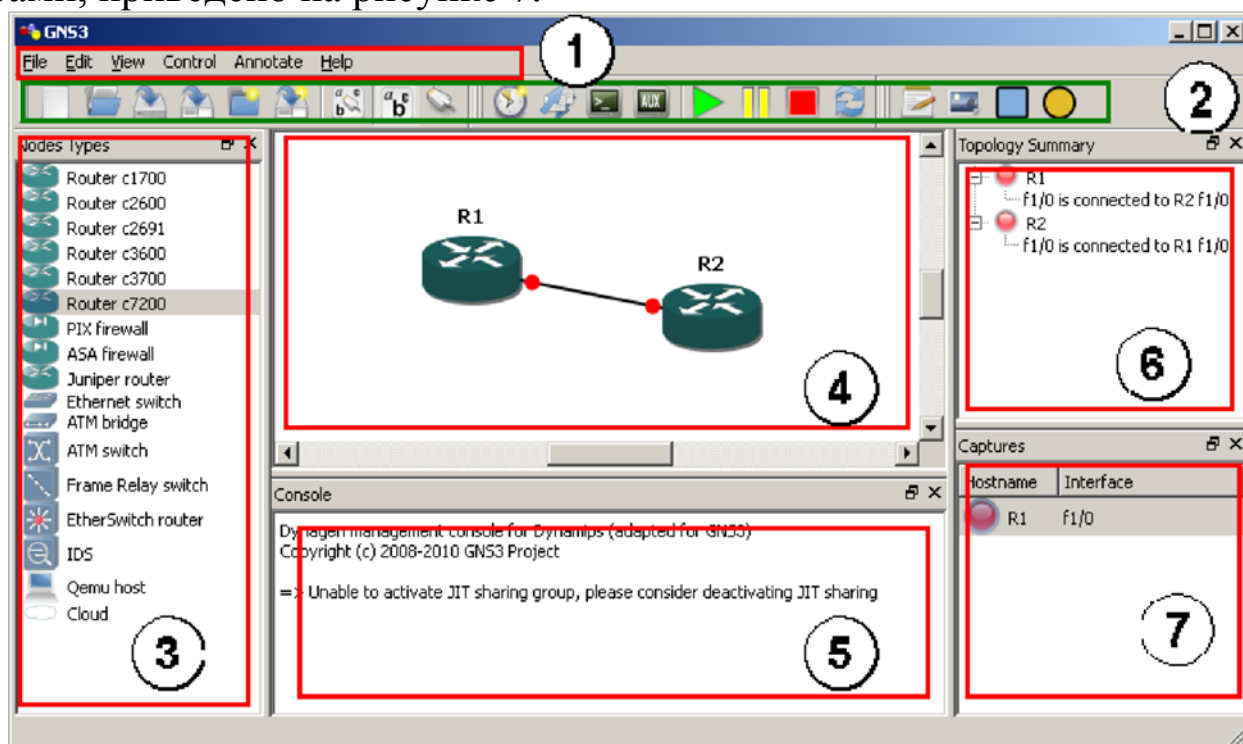 приведено на рисунке 7.
GNS3
File Edit View Control Annotate Help
1
AUX
2
Nodes Types
Router c1700
Router c2600
Router c2691
Router c3600
Router c3700
Router c7200
PIX firewall
ASA firewall
Juniper router
Ethernet switch
ATM bridge
ATM switch
Frame Relay switch
EtherSwitch router
IDS
Qemu host
Cloud
3
R1
R2
4
Console
Dynagen management console for Dynamips (adapted for GNS3)
Copyright (c) 2008-2010 GNS3 Project
=> Unable to activate JIT sharing group, please consider deactivating JIT sharing
5
Topology Summary
R1
f1/0 is connected to R2 f1/0
R2
f1/0 is connected to R1 f1/0
6
Captures
Hostname Interface
R1 f1/0
7